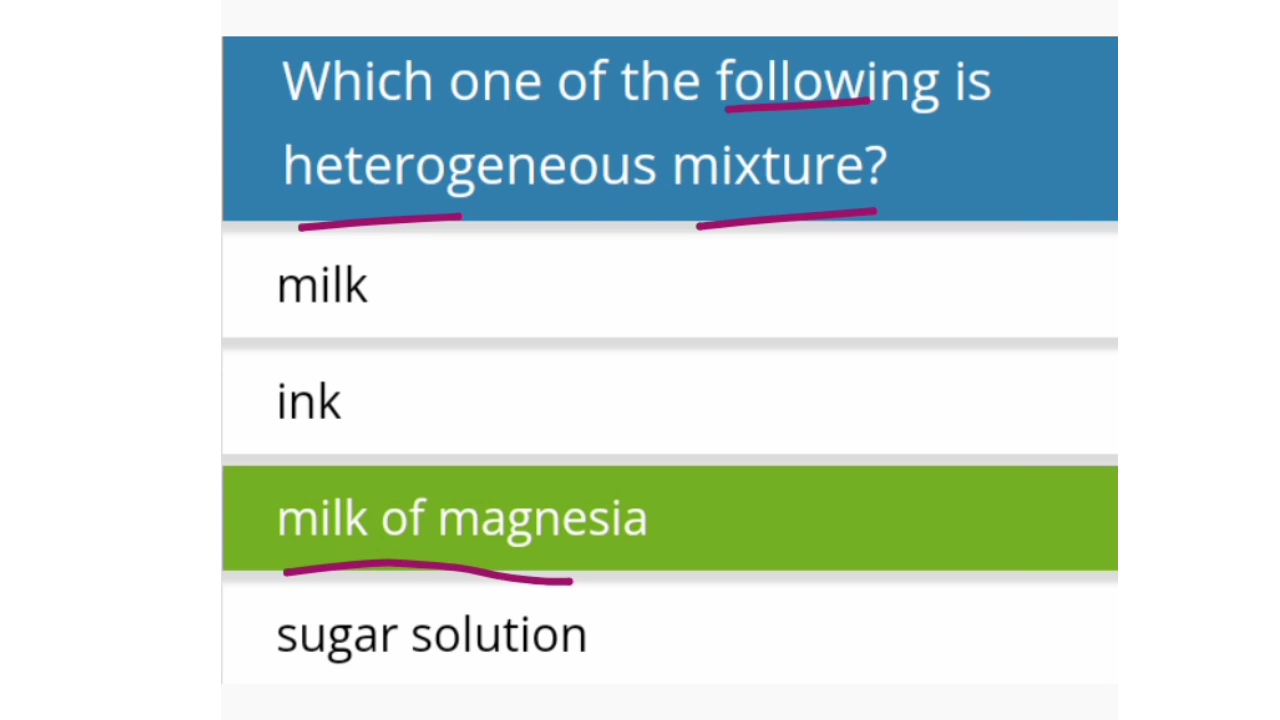 Which one of the following is
heterogeneous mixture?
milk
ink
milk of magnesia
sugar solution